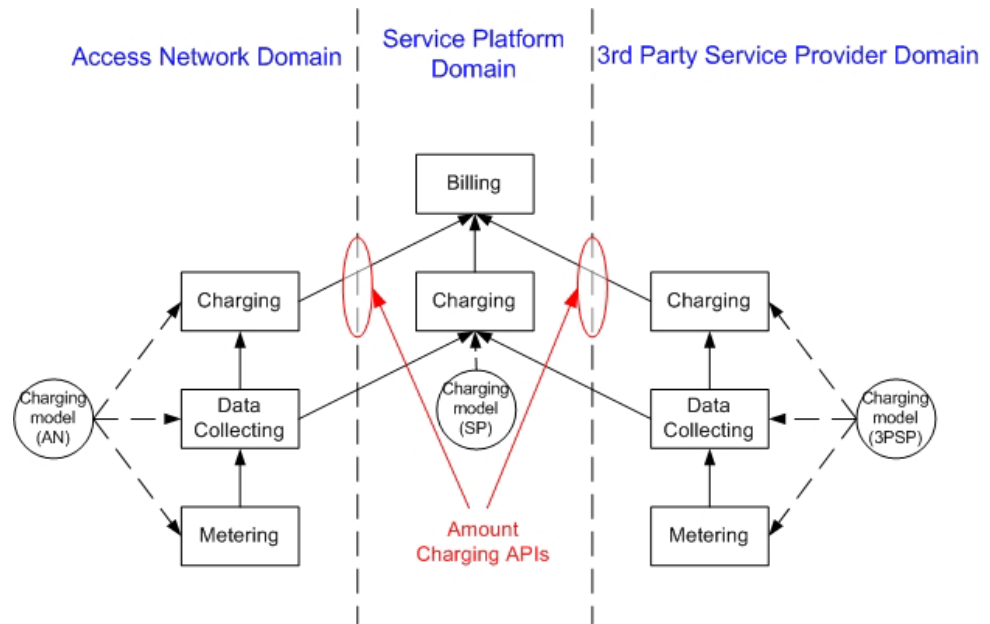 Access Network Domain
Service Platform
Domain
3rd Party Service Provider Domain
Billing
Charging
Charging
Charging
Charging
model
(AN)
Data
Collecting
Charging
model
(SP)
Data
Collecting
Charging
model
(3PSP)
Metering
Amount
Charging APIs
Metering